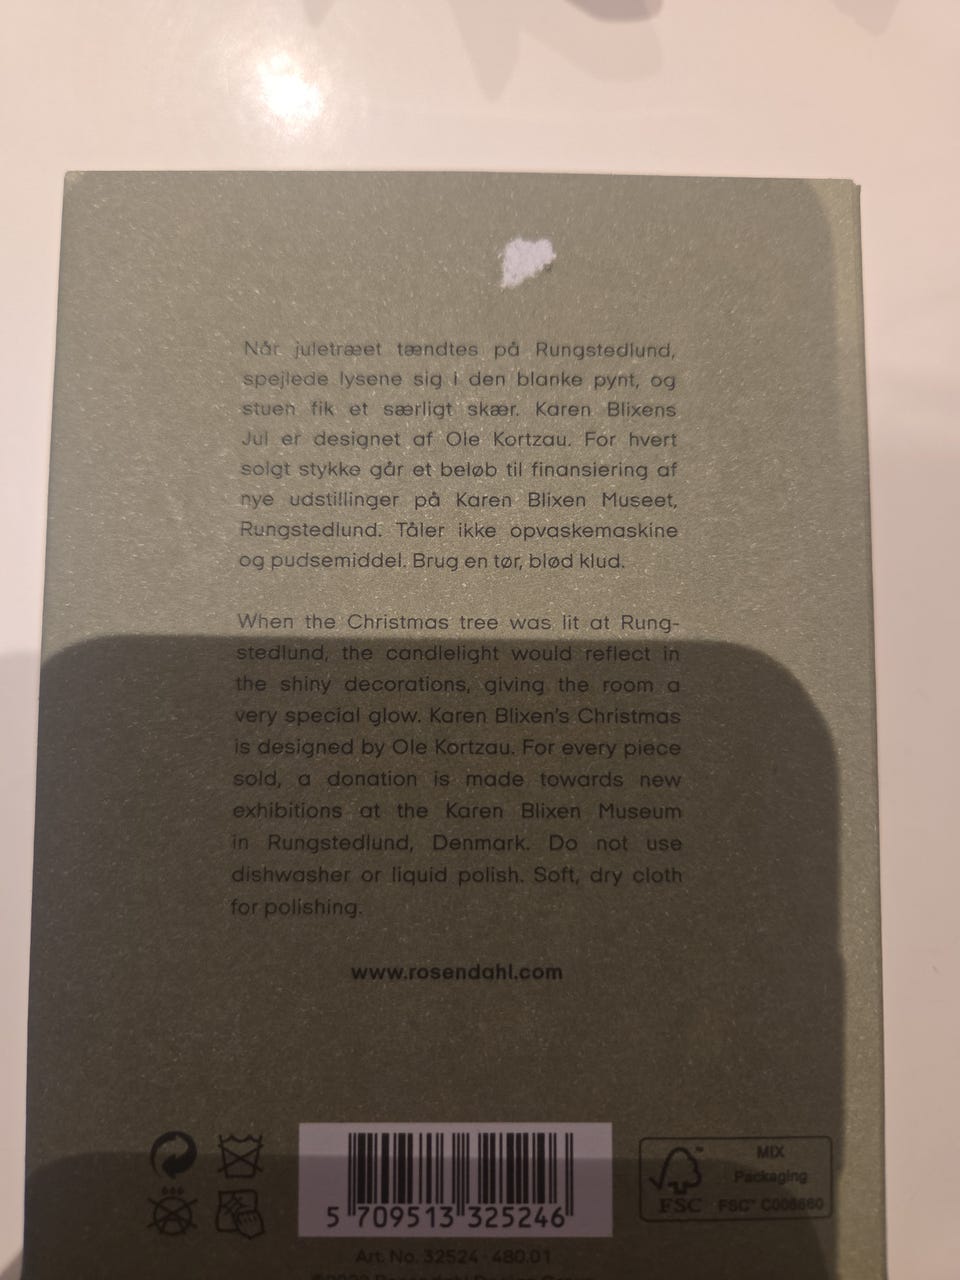 Når juletræet tændtes på Rungstedlund,
spejlede lysene sig i den blanke pynt, og
stuen fik et særligt skær. Karen Blixens
Jul er designet af Ole Kortzau. For hvert
solgt stykke går et beløb til finansiering af
nye udstillinger på Karen Blixen Museet,
Rungstedlund. Tåler ikke opvaskemaskine
og pudsemiddel. Brug en tør, blød klud.
When the Christmas tree was lit at Rung-
stedlund, the candlelight would reflect in
the shiny decorations, giving the room a
very special glow. Karen Blixen's Christmas
is designed by Ole Kortzau. For every piece
sold, a donation is made towards new
exhibitions at the Karen Blixen Museum
in Rungstedlund, Denmark. Do not use
dishwasher or liquid polish. Soft, dry cloth
for polishing.
www.rosendahl.com
5 709513 325246
FSC™
MIX
Packaging
FSC™
Art. No. 32524 - 480.01
Rosendahl Design